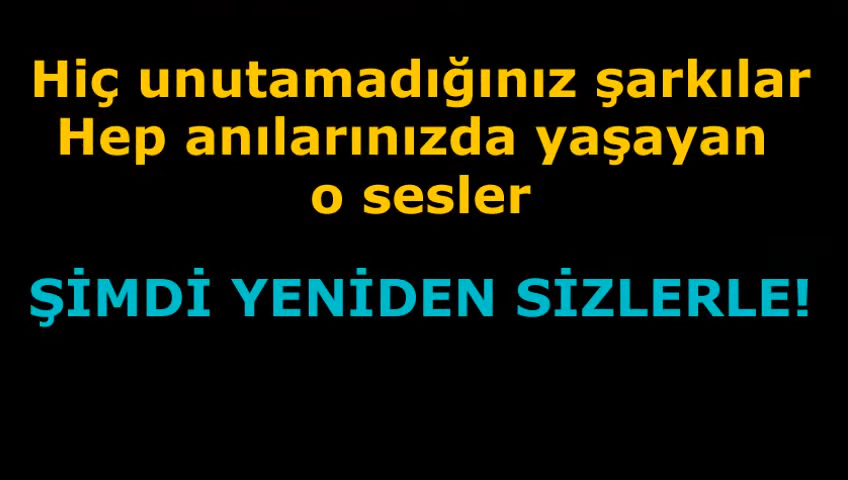 Hiç unutamadığınız şarkılar
Hep anılarınızda yaşayan
o sesler
ŞİMDİ YENİDEN SİZLERLE!